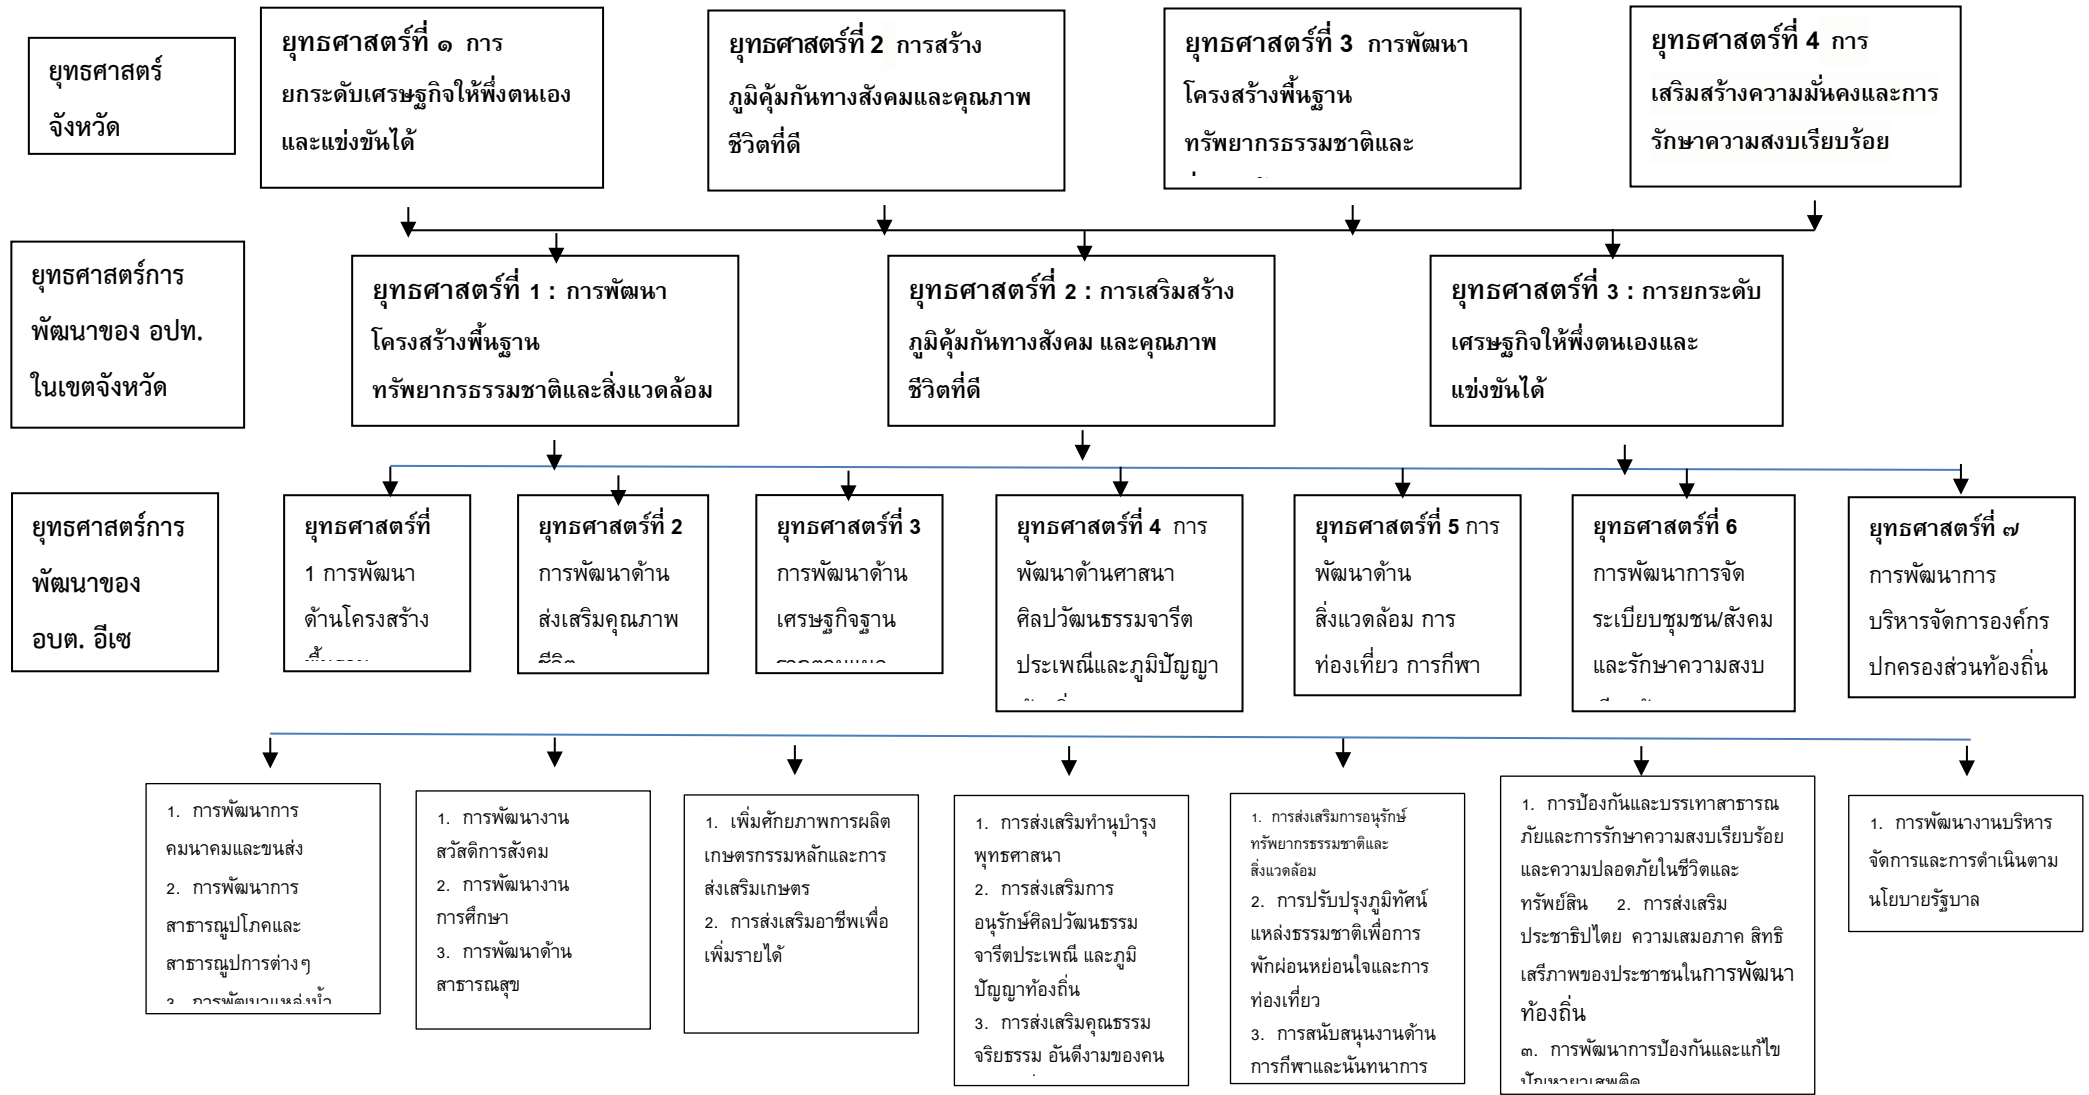 ยุทธศาสตร์
จังหวัด
ยุทธศาสตร์ที่ ๑ การ
ยกระดับเศรษฐกิจให้พึ่งตนเอง
และแข่งขันได้
ยุทธศาสตร์ที่ 2 การสร้าง
ภูมิคุ้มกันทางสังคมและคุณภาพ
ชีวิตที่ดี
ยุทธศาสตร์ที่ 3 การพัฒนา
โครงสร้างพื้นฐาน
ทรัพยากรธรรมชาติและ
ยุทธศาสตร์ที่ 4 การ
เสริมสร้างความมั่นคงและการ
รักษาความสงบเรียบร้อย
ยุทธศาสตร์การ
พัฒนาของ อปท.
ในเขตจังหวัด
ยุทธศาสตร์ที่ 1 : การพัฒนา
โครงสร้างพื้นฐาน
ทรัพยากรธรรมชาติและสิ่งแวดล้อม
ยุทธศาสตร์ที่ 2 : การเสริมสร้าง
ภูมิคุ้มกันทางสังคม และคุณภาพ
ชีวิตที่ดี
ยุทธศาสตร์ที่ 3 : การยกระดับ
เศรษฐกิจให้พึ่งตนเองและ
แข่งขันได้
ยุทธศาสตร์การ
พัฒนาของ
อบต. อีเซ
ยุทธศาสตร์ที่
1 การพัฒนา
ด้านโครงสร้าง
ยุทธศาสตร์ที่ 2
การพัฒนาด้าน
ส่งเสริมคุณภาพ
ยุทธศาสตร์ที่ 3
การพัฒนาด้าน
เศรษฐกิจฐาน
ยุทธศาสตร์ที่ 4 การ
พัฒนาด้านศาสนา
ศิลปวัฒนธรรมจารีต
ประเพณีและภูมิปัญญา
ยุทธศาสตร์ที่ 5 การ
พัฒนาด้าน
สิ่งแวดล้อม การ
ท่องเที่ยว การกีฬา
ยุทธศาสตร์ที่ 6
การพัฒนาการจัด
ระเบียบชุมชน/สังคม
และรักษาความสงบ
ยุทธศาสตร์ที่ ๗
การพัฒนาการ
บริหารจัดการองค์กร
ปกครองส่วนท้องถิ่น
1. การพัฒนาการ
คมนาคมและขนส่ง
2. การพัฒนาการ
สาธารณูปโภคและ
สาธารณูปการต่างๆ
3. การพัฒนาแหล่งน้ำ
1. การพัฒนางาน
สวัสดิการสังคม
2. การพัฒนางาน
การศึกษา
3. การพัฒนาด้าน
สาธารณสุข
1. เพิ่มศักยภาพการผลิต
เกษตรกรรมหลักและการ
ส่งเสริมเกษตร
2. การส่งเสริมอาชีพเพื่อ
เพิ่มรายได้
1. การส่งเสริมทำนุบำรุง
พุทธศาสนา
2. การส่งเสริมการ
อนุรักษ์ศิลปวัฒนธรรม
จารีตประเพณี และภูมิ
ปัญญาท้องถิ่น
3. การส่งเสริมคุณธรรม
จริยธรรม อันดีงามของคน
1. การส่งเสริมการอนุรักษ์
ทรัพยากรธรรมชาติและ
สิ่งแวดล้อม
2. การปรับปรุงภูมิทัศน์
แหล่งธรรมชาติเพื่อการ
พักผ่อนหย่อนใจและการ
ท่องเที่ยว
3. การสนับสนุนงานด้าน
การกีฬาและนันทนาการ
1. การป้องกันและบรรเทาสาธารณ
ภัยและการรักษาความสงบเรียบร้อย
และความปลอดภัยในชีวิตและ
ทรัพย์สิน 2. การส่งเสริม
ประชาธิปไตย ความเสมอภาค สิทธิ
เสรีภาพของประชาชนในการพัฒนา
ท้องถิ่น
๓. การพัฒนาการป้องกันและแก้ไข
ปัญหายาเสพติด
1. การพัฒนางานบริหาร
จัดการและการดำเนินตาม
นโยบายรัฐบาล